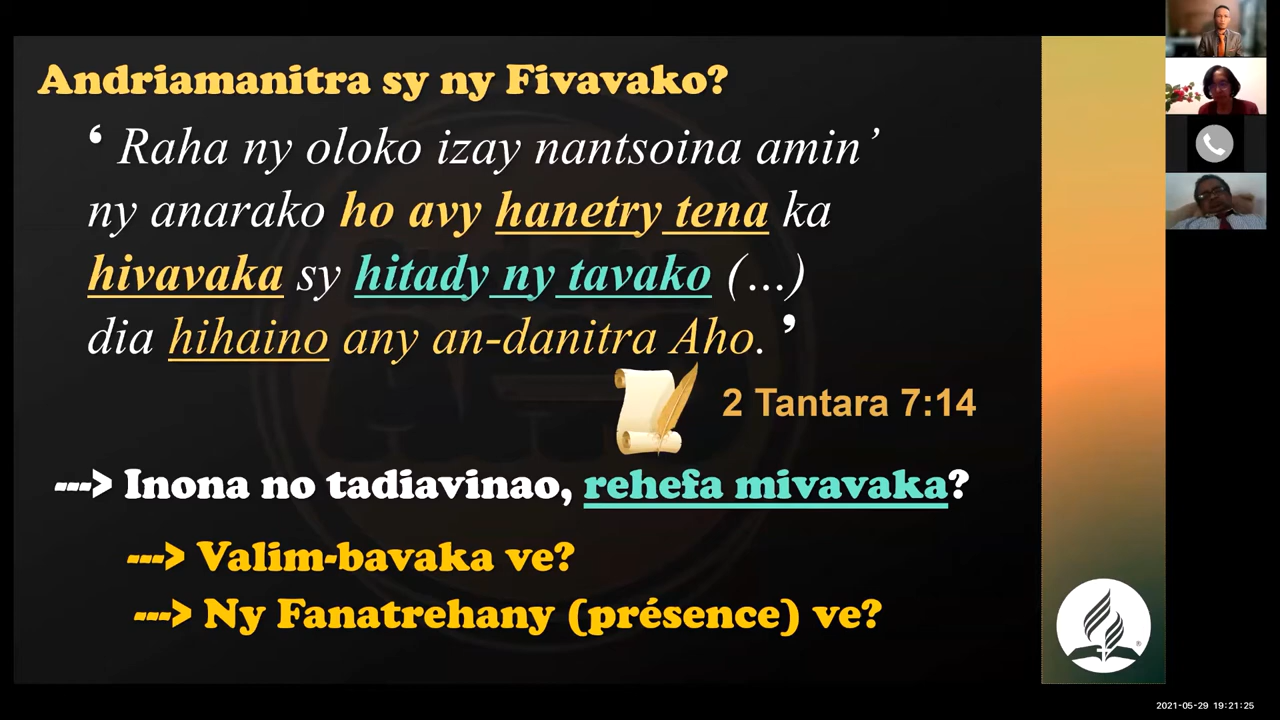 Andriamanitra sy ny Fivavako?
‘ Raha ny oloko izay nantsoina amin’
ny anarako ho avy hanetry tena ka
hivavaka sy hitady ny tavako (...)
dia hihaino any an-danitra Aho. ’
2 Tantara 7:14
---> Inona no tadiavinao, rehefa mivavaka?
---> Valim-bavaka ve?
---> Ny Fanatrehany (présence) ve?
®
2021-05-29 19:21:25